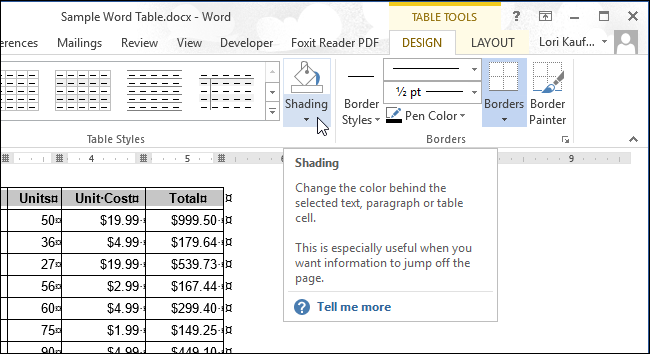 Sample Word Table.docx - Word
TABLE TOOLS
erences Mailings Review View Developer Foxit Reader PDF DESIGN LAYOUT Lori Kauf...
Shading
Border Styles
½ pt
Pen Color
Borders
Border Painter
Table Styles
Borders
4 5 6 9
Shading
Change the color behind the
selected text, paragraph or table
cell.
This is especially useful when you
want information to jump off the
page.
? Tell me more
Units¤ Unit·Cost¤ Total¤ ¤
50¤ $19.99·¤ $999.50·¤ ¤
36¤ $4.99·¤ $179.64·¤ ¤
27¤ $19.99·¤ $539.73·¤ ¤
56¤ $2.99·¤ $167.44·¤ ¤
60¤ $4.99·¤ $299.40·¤ ¤
75¤ $1.99·¤ $149.25·¤ ¤
90¤ $4.99·¤ $449.10·¤ ¤